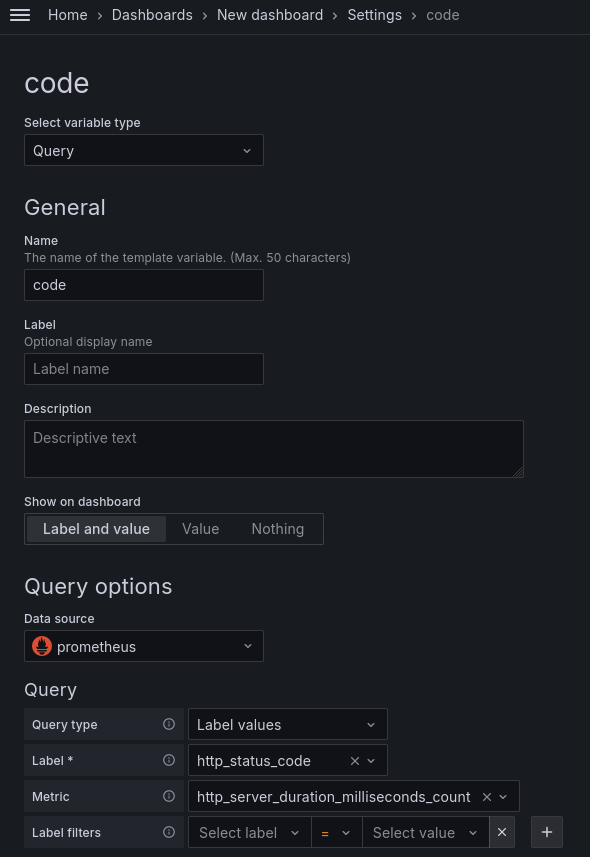 Home > Dashboards > New dashboard > Settings > code
code
Select variable type
Query
General
Name
The name of the template variable. (Max. 50 characters)
code
Label
Optional display name
Label name
Description
Descriptive text
Show on dashboard
Label and value Value Nothing
Query options
Data source
prometheus
Query
Query type Label values
Label * http_status_code
Metric http_server_duration_milliseconds_count
Label filters Select label = Select value